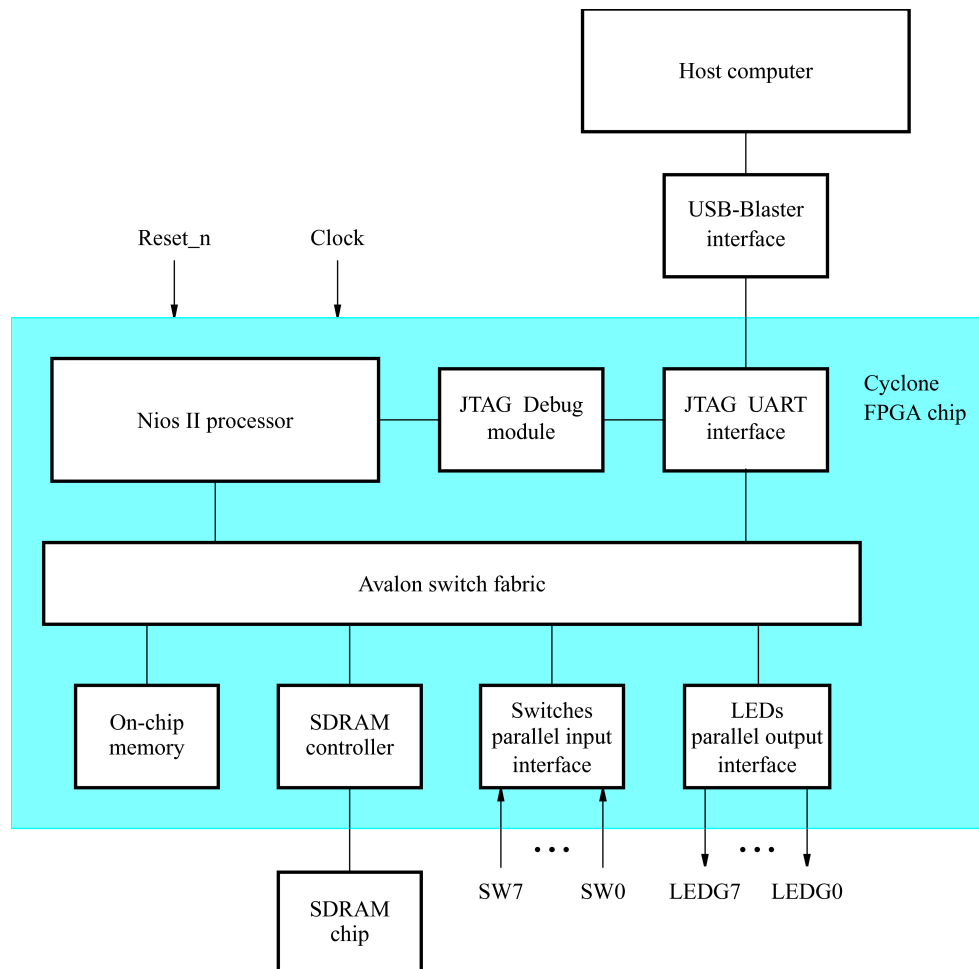 Host computer
USB-Blaster
interface
Reset_n
Clock
Cyclone
FPGA chip
Nios II processor
JTAG Debug
module
JTAG UART
interface
Avalon switch fabric
On-chip
memory
SDRAM
controller
Switches
parallel input
interface
LEDs
parallel output
interface
SW7
SW0
LEDG7
LEDG0
SDRAM
chip